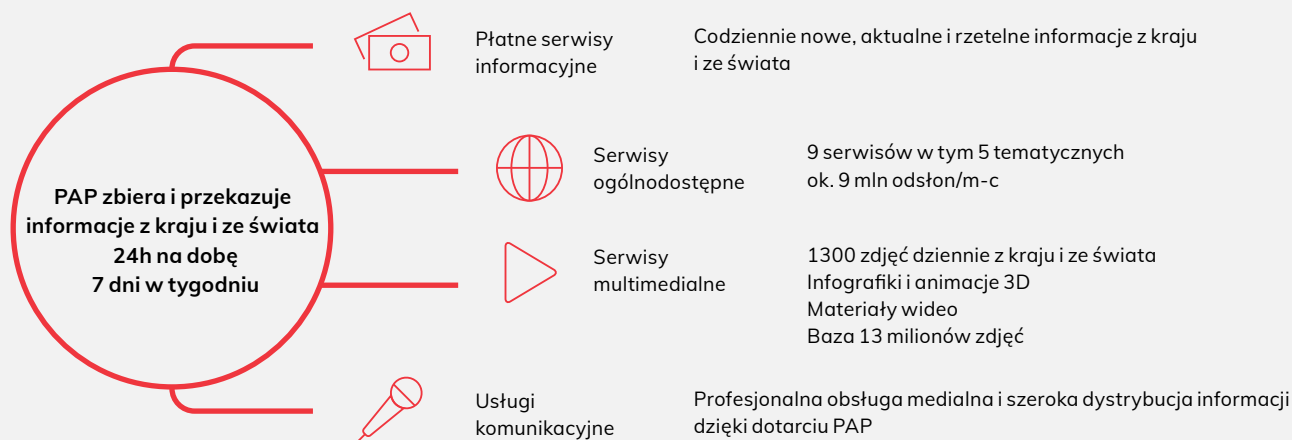 PAP zbiera i przekazuje
informacje z kraju i ze świata
24h na dobę
7 dni w tygodniu
Płatne serwisy
informacyjne
Codziennie nowe, aktualne i rzetelne informacje z kraju
i ze świata
Serwisy
ogólnodostępne
9 serwisów w tym 5 tematycznych
ok. 9 mln odsłon/m-c
Serwisy
multimedialne
1300 zdjęć dziennie z kraju i ze świata
Infografiki i animacje 3D
Materiały wideo
Baza 13 milionów zdjęć
Usługi
komunikacyjne
Profesjonalna obsługa medialna i szeroka dystrybucja informacji
dzięki dotarciu PAP